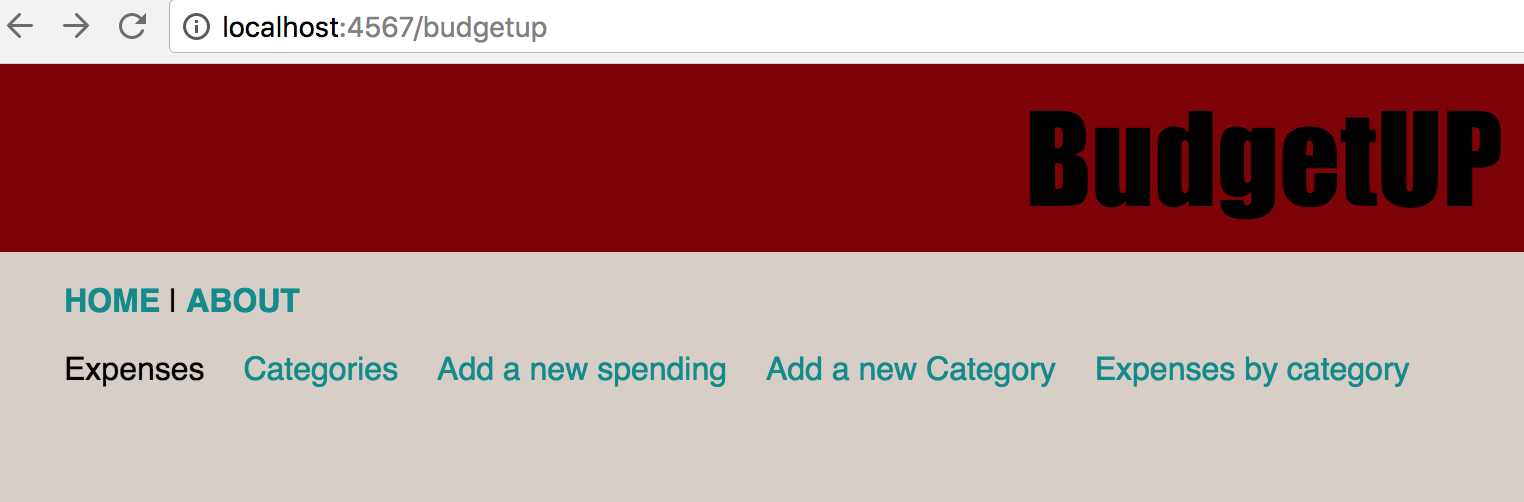 localhost:4567/budgetup
BudgetUP
HOME | ABOUT
Expenses Categories Add a new spending Add a new Category Expenses by category